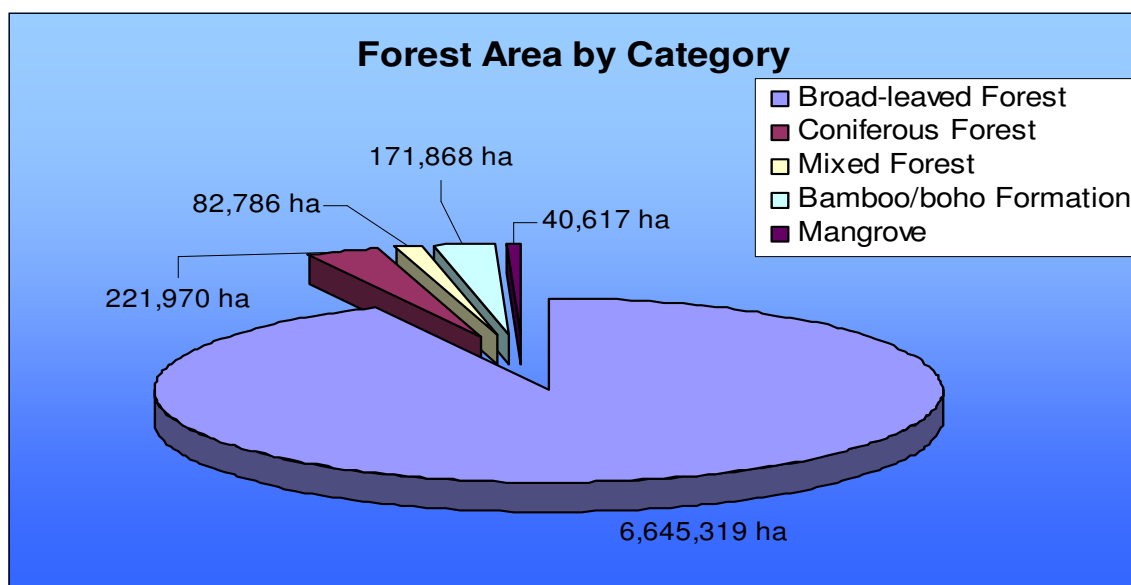 Forest Area by Category
Broad-leaved Forest
Coniferous Forest
Mixed Forest
Bamboo/boho Formation
Mangrove
171,868 ha
82,786 ha
40,617 ha
221,970 ha
6,645,319 ha